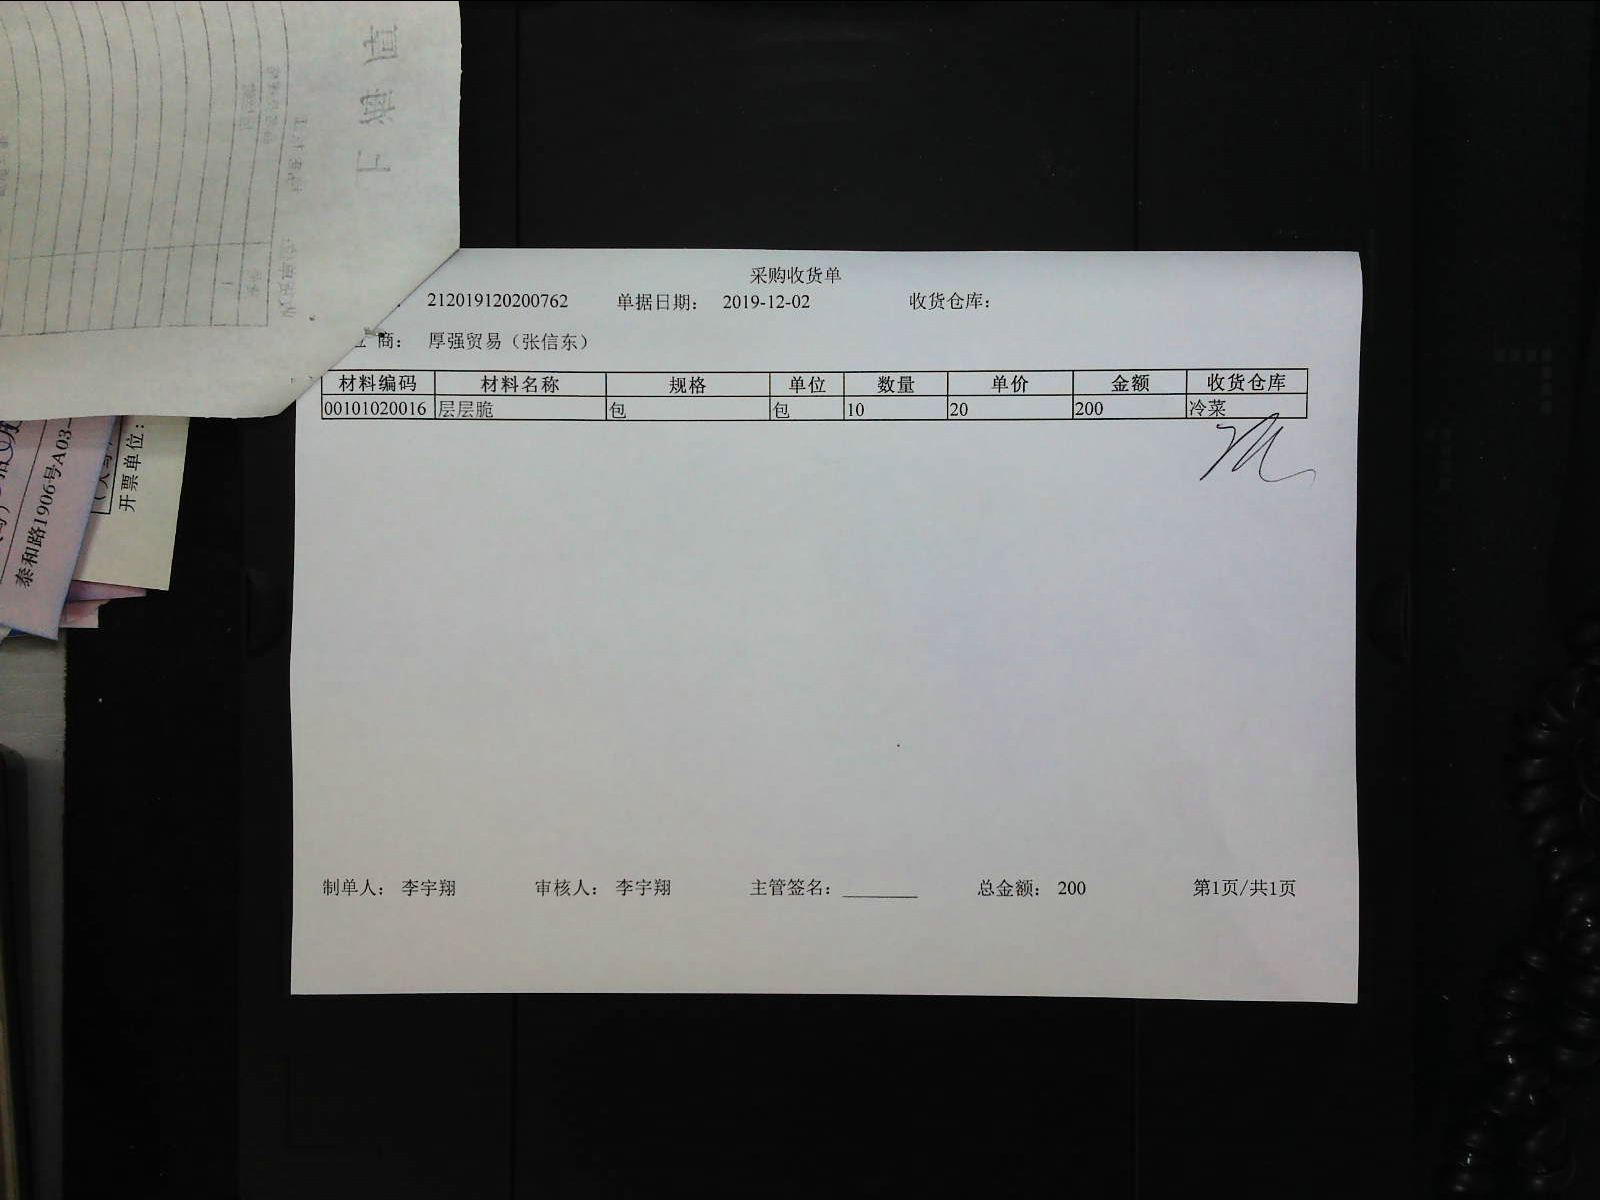 采购收货单
212019120200762 单据日期： 2019-12-02 收货仓库：
商： 厚强贸易（张信东）
材料编码 材料名称 规格 单位 数量 单价 金额 收货仓库
00101020016 层层脆 包 包 10 20 200 冷菜
制单人： 李宇翔 审核人： 李宇翔 主管签名： 总金额： 200 第1页/共1页
泰和路1906号A03-
开票单位：